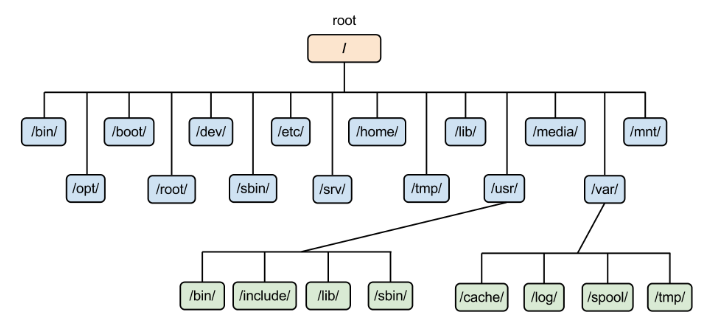 root
/
/bin/
/boot/
/dev/
/etc/
/home/
/lib/
/media/
/mnt/
/opt/
/root/
/sbin/
/srv/
/tmp/
/usr/
/var/
/bin/
/include/
/lib/
/sbin/
/cache/
/log/
/spool/
/tmp/